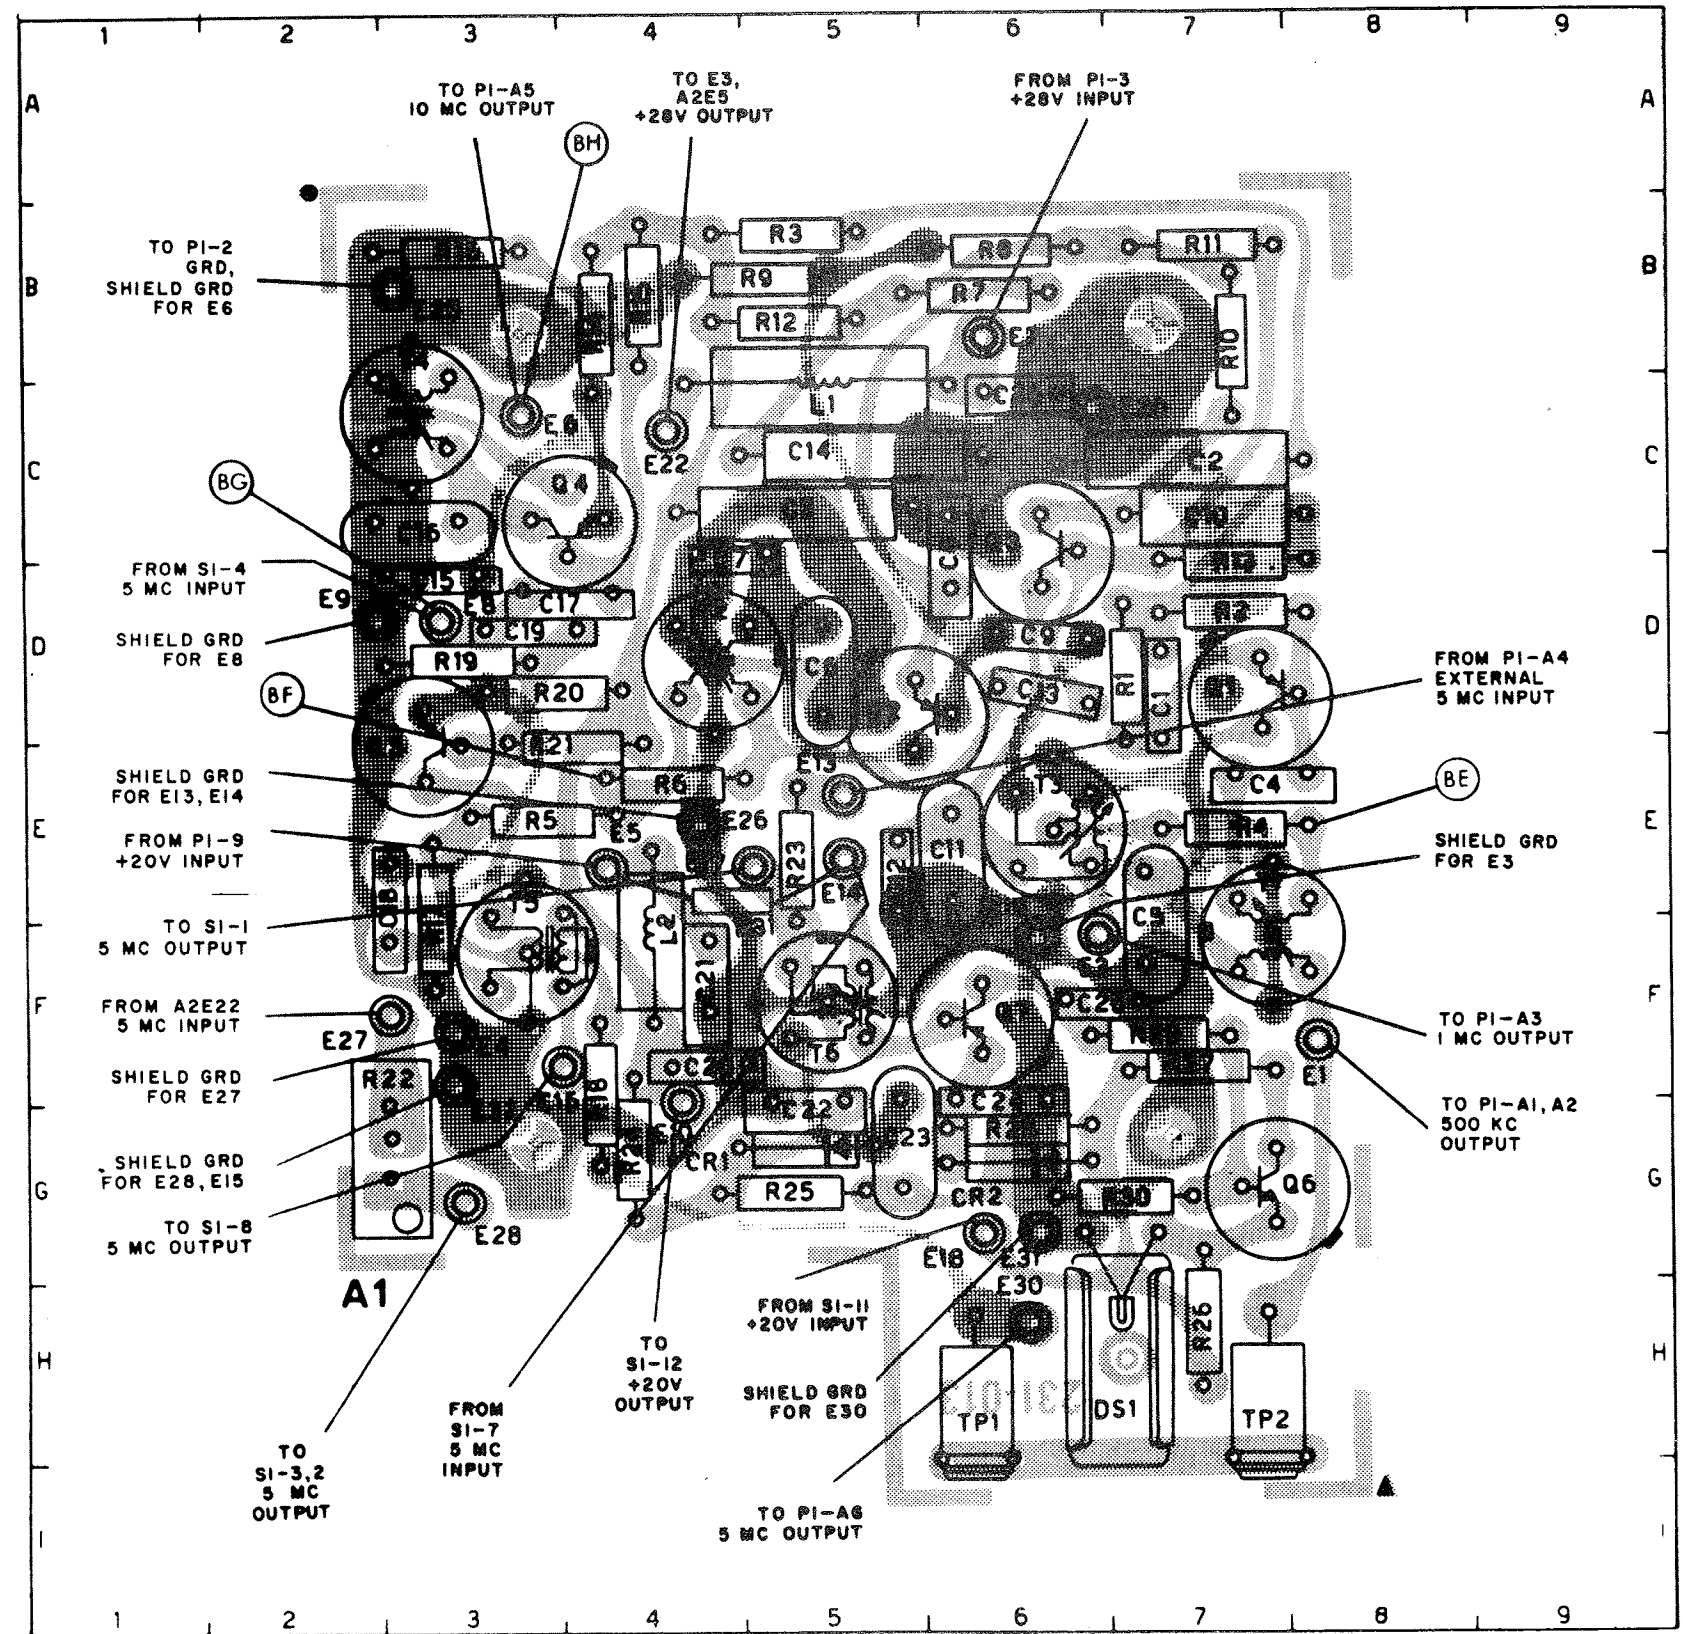 1 2 3 4 5 6 7 8 9
A A
TO P1-A5
10 MC OUTPUT
TO E3,
A2E5
+28V OUTPUT
FROM P1-3
+28V INPUT
BH
B B
TO P1-2
GRD,
SHIELD GRD
FOR E6
R3
R8
R11
R9
R7
R12
R10
L1
E6
E22
C C
C14
C2
BG
Q4
FROM S1-4
5 MC INPUT
E9
E8
C17
C19
R2
C9
D D
SHIELD GRD
FOR E8
R19
R20
C13
R1
C1
FROM P1-A4
EXTERNAL
5 MC INPUT
BF
R21
E13
T3
R6
C4
BE
SHIELD GRD
FOR E13, E14
E E
R5
E5
E26
R23
C11
R4
SHIELD GRD
FOR E3
FROM P1-9
+20V INPUT
E14
L2
C5
TO S1-1
5 MC OUTPUT
F F
FROM A2E22
5 MC INPUT
E27
T6
E1
TO P1-A3
1 MC OUTPUT
SHIELD GRD
FOR E27
R22
C22
TO P1-A1, A2
500 KC
OUTPUT
SHIELD GRD
FOR E28, E15
CR1
R25
CR2
Q6
G G
TO S1-8
5 MC OUTPUT
E28
E18
E31
E30
A1
FROM S1-11
+20V INPUT
R26
H H
TO
S1-12
+20V
OUTPUT
SHIELD GRD
FOR E30
TP1
DS1
TP2
FROM
S1-7
5 MC
INPUT
TO
S1-3,2
5 MC
OUTPUT
TO P1-A6
5 MC OUTPUT
I I
1 2 3 4 5 6 7 8 9